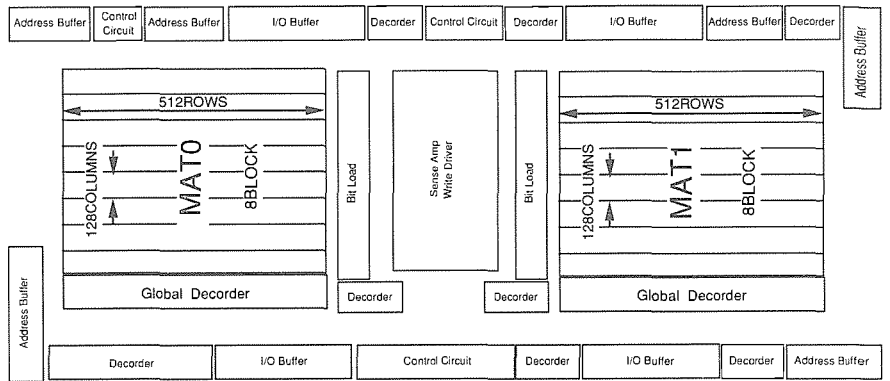 Address Buffer
Control
Circuit
Address Buffer
I/O Buffer
Decorder
Control Circuit
Decorder
I/O Buffer
Address Buffer
Decorder
Address Buffer
512ROWS
128COLUMNS
MAT0
8BLOCK
Bit Load
Sense Amp
Write Driver
Bit Load
512ROWS
128COLUMNS
MAT1
8BLOCK
Address Buffer
Global Decorder
Decorder
Decorder
Global Decorder
Decorder
I/O Buffer
Control Circuit
Decorder
I/O Buffer
Decorder
Address Buffer